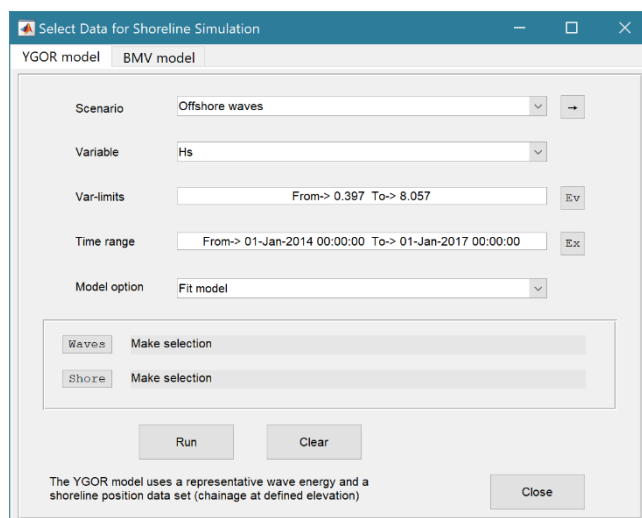 Select Data for Shoreline Simulation
YGOR model BMV model
Scenario Offshore waves →
Variable Hs
Var-limits From-> 0.397 To-> 8.057 Ev
Time range From-> 01-Jan-2014 00:00:00 To-> 01-Jan-2017 00:00:00 Ex
Model option Fit model
Waves Make selection
Shore Make selection
Run Clear
The YGOR model uses a representative wave energy and a
shoreline position data set (chainage at defined elevation)
Close